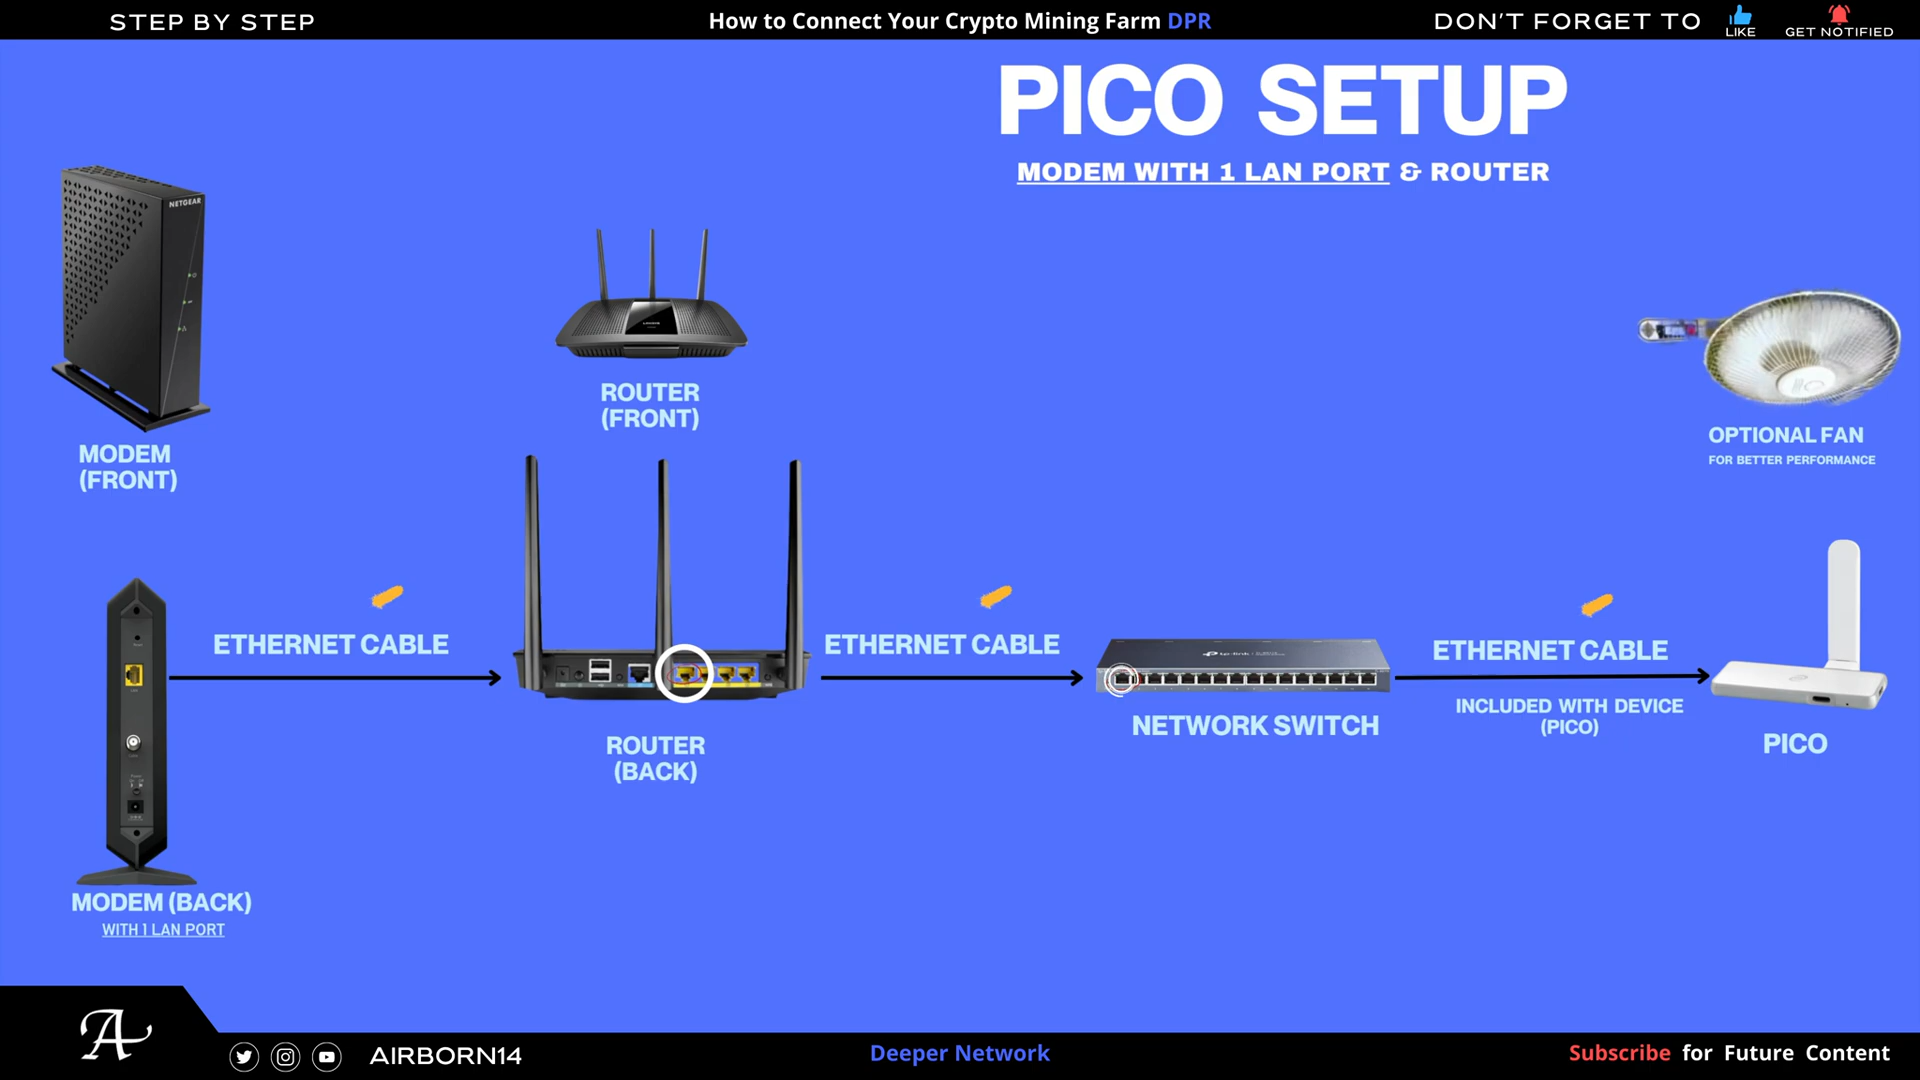 STEP BY STEP
How to Connect Your Crypto Mining Farm DPR
DON'T FORGET TO
LIKE
GET NOTIFIED
PICO SETUP
MODEM WITH 1 LAN PORT & ROUTER
NETGEAR
ROUTER
(FRONT)
MODEM
(FRONT)
OPTIONAL FAN
FOR BETTER PERFORMANCE
ETHERNET CABLE
ETHERNET CABLE
ETHERNET CABLE
tp-link
INCLUDED WITH DEVICE
(PICO)
NETWORK SWITCH
PICO
ROUTER
(BACK)
MODEM (BACK)
WITH 1 LAN PORT
A
AIRBORN14
Deeper Network
Subscribe for Future Content